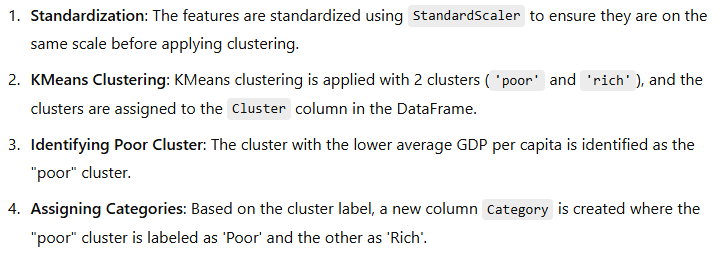 1. Standardization: The features are standardized using StandardScaler to ensure they are on the
same scale before applying clustering.
2. KMeans Clustering: KMeans clustering is applied with 2 clusters ( 'poor' and 'rich' ), and the
clusters are assigned to the Cluster column in the DataFrame.
3. Identifying Poor Cluster: The cluster with the lower average GDP per capita is identified as the
"poor" cluster.
4. Assigning Categories: Based on the cluster label, a new column Category is created where the
"poor" cluster is labeled as 'Poor' and the other as 'Rich'.